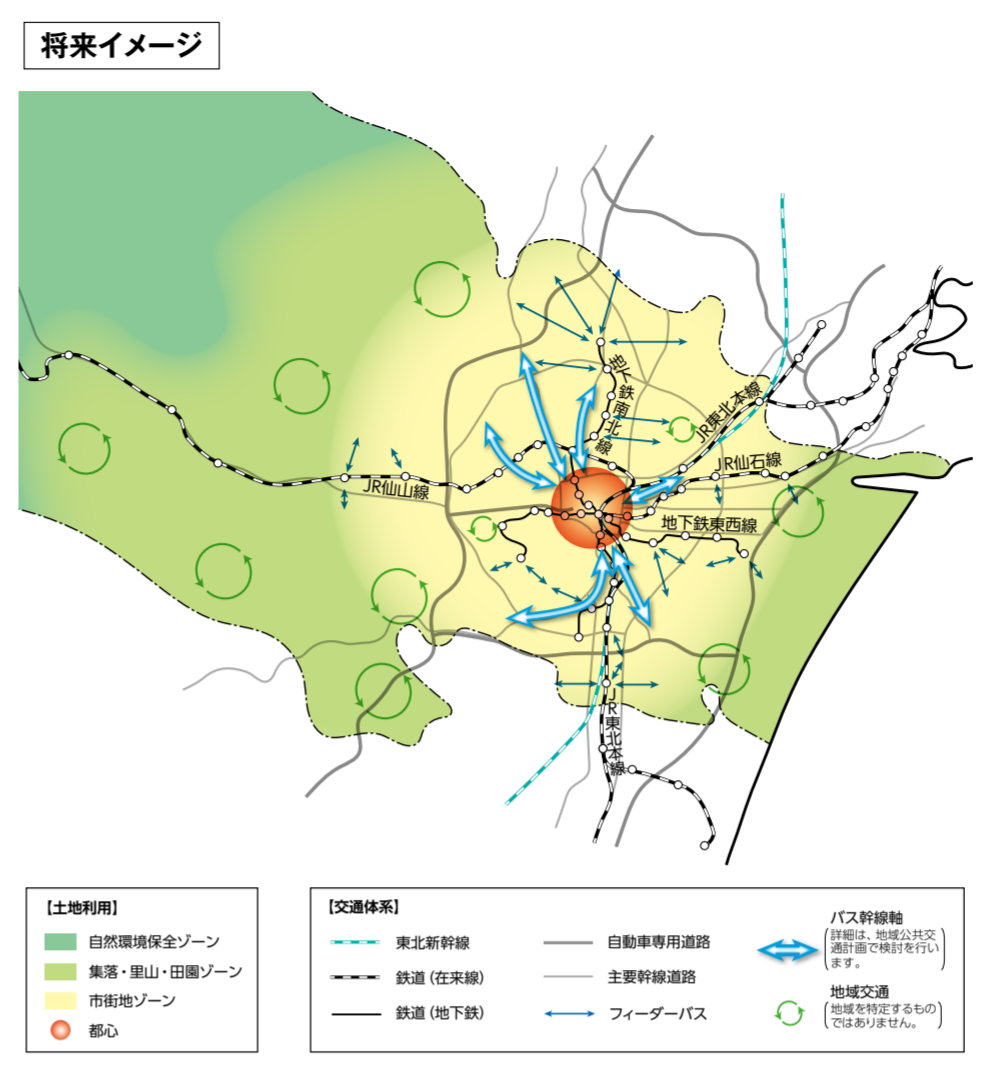 将来イメージ
地下鉄南北線
JR東北本線
JR仙石線
JR仙山線
地下鉄東西線
JR東北本線
【土地利用】
自然環境保全ゾーン
集落・里山・田園ゾーン
市街地ゾーン
都心
【交通体系】
東北新幹線
鉄道（在来線）
鉄道（地下鉄）
自動車専用道路
主要幹線道路
フィーダーバス
バス幹線軸
（詳細は、地域公共交
通計画で検討を行い
ます。）
地域交通
（地域を特定するもの
ではありません。）